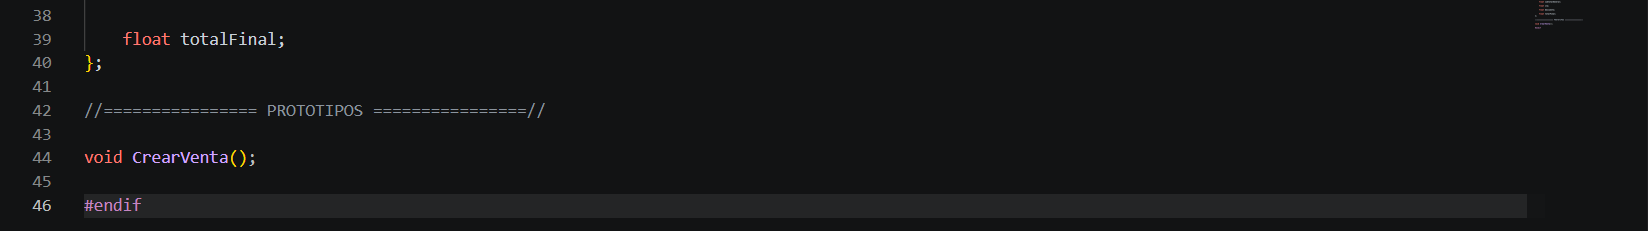 38
39 float totalFinal;
40 };
41
42 //================ PROTOTIPOS ================//
43
44 void CrearVenta();
45
46 #endif